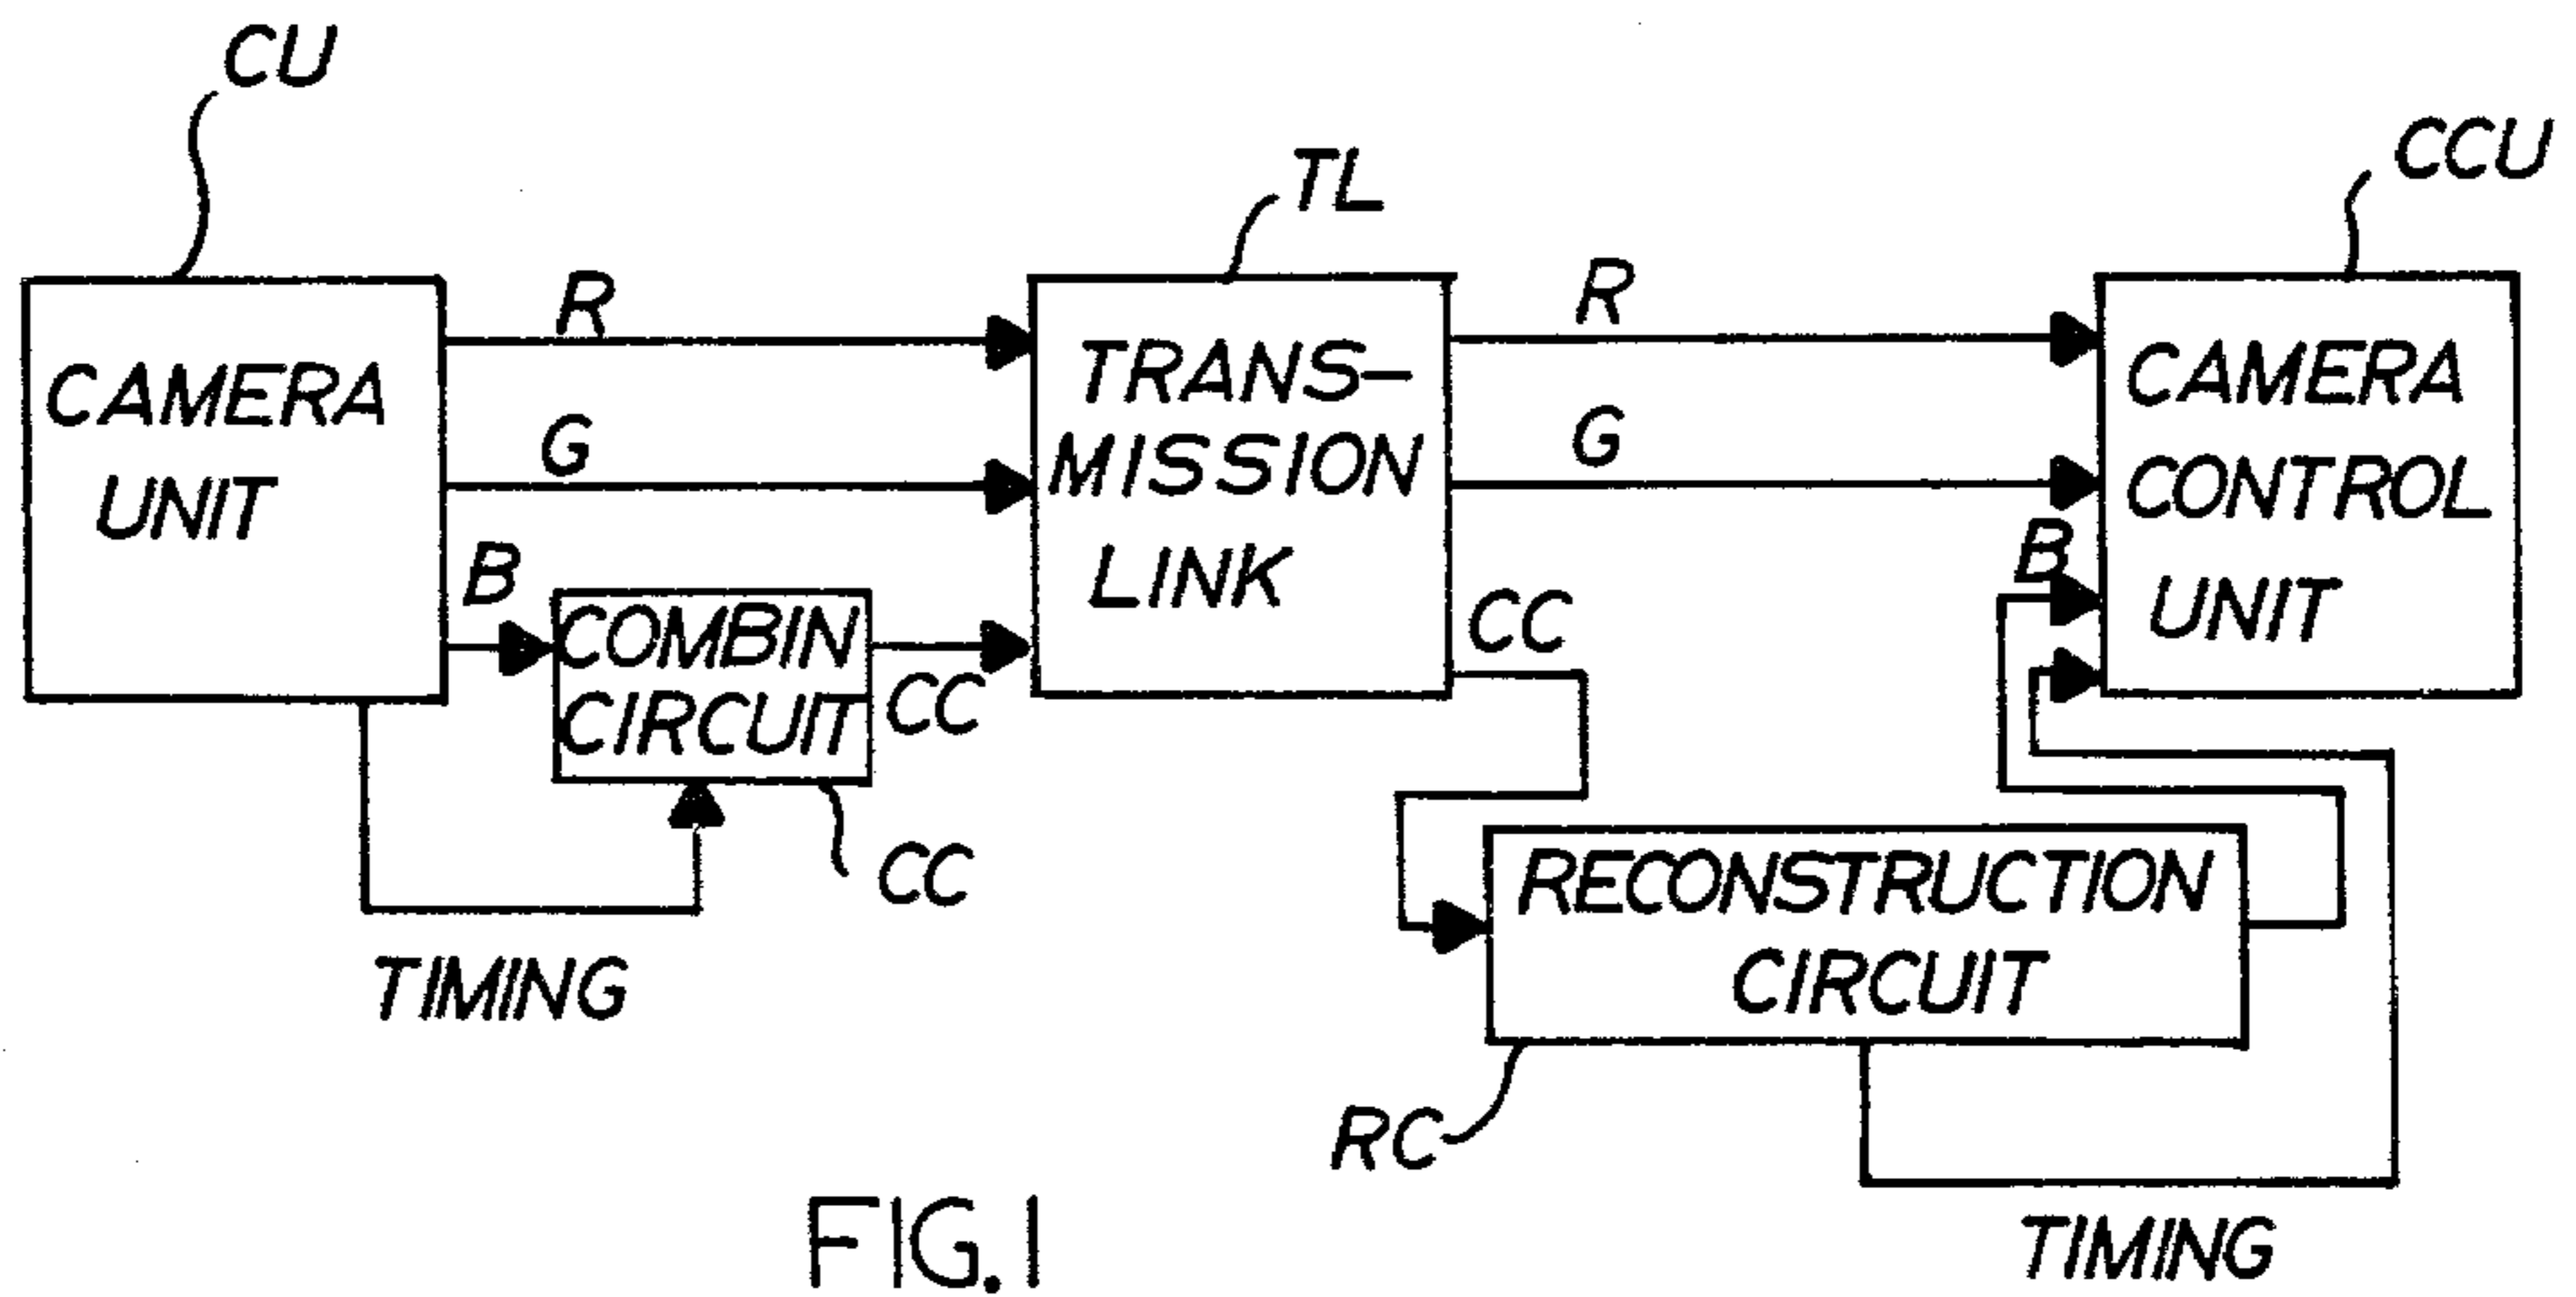 CU
TL
CCU
R
R
CAMERA
UNIT
TRANS-
MISSION
LINK
CAMERA
CONTROL
UNIT
G
G
B
B
COMBIN
CIRCUIT
CC
CC
CC
TIMING
RECONSTRUCTION
CIRCUIT
RC
TIMING
FIG. 1